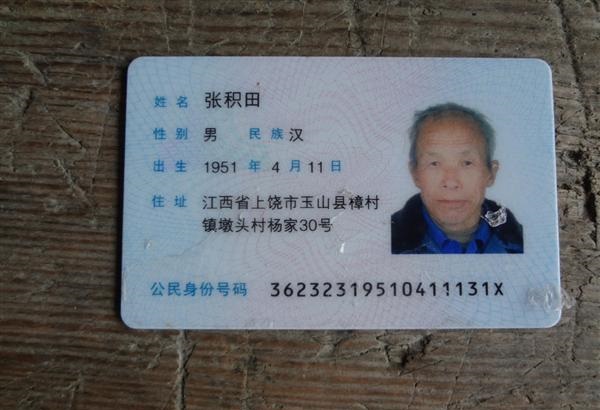 姓名 张积田
性别 男 民族 汉
出生 1951 年 4 月 11 日
住址 江西省上饶市玉山县樟村
镇墩头村杨家30号
公民身份号码 36232319510411131X